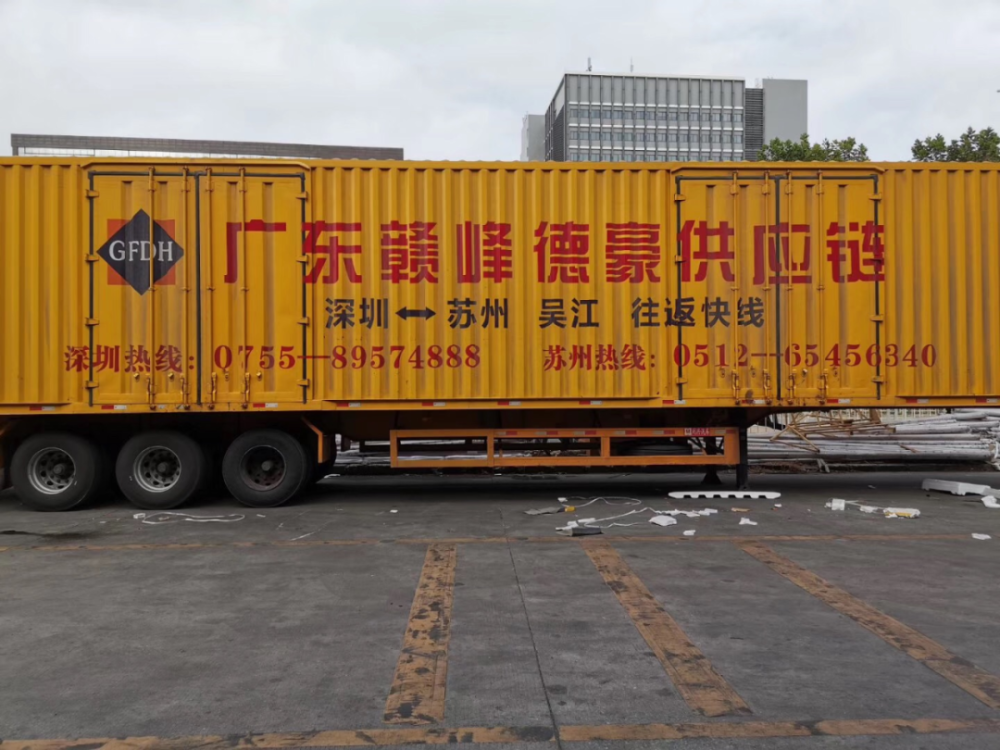 GFDH
广东赣峰德豪供应链
深圳↔苏州 吴江 往返快线
深圳热线：0755—89574888 苏州热线：0512—65456340